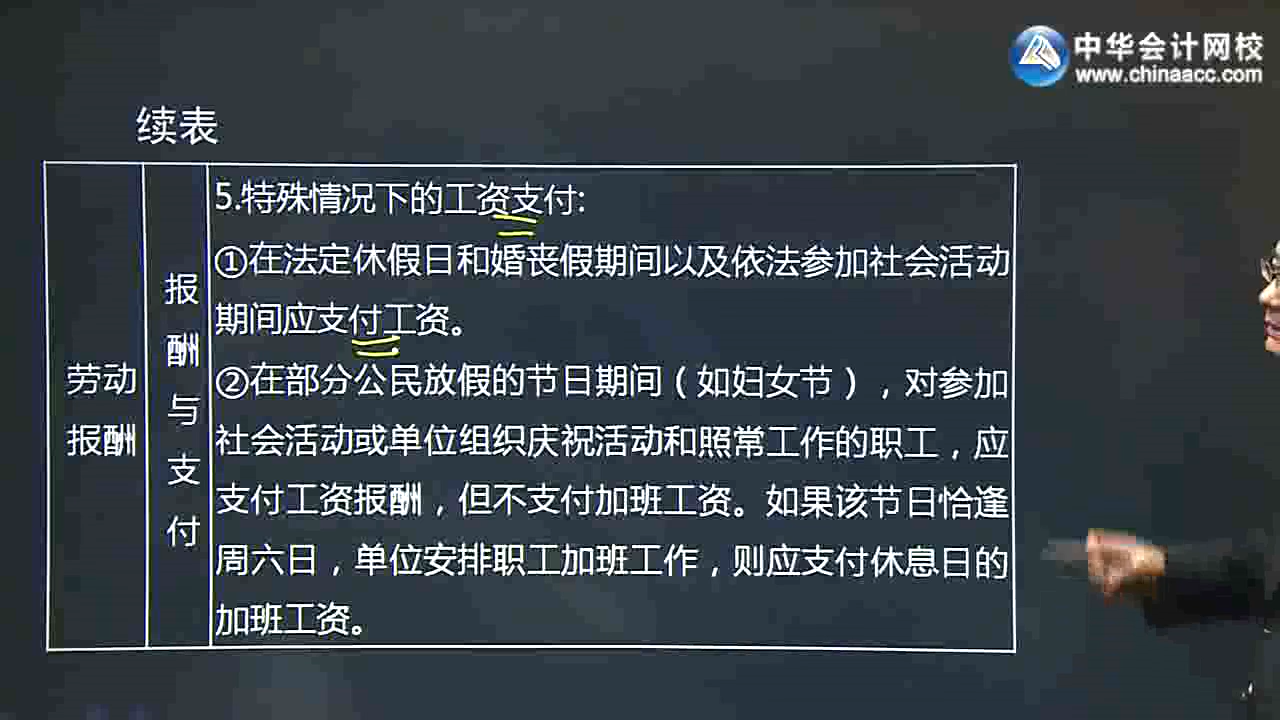 中华会计网校
www.chinaacc.com
续表
劳动
报酬
报
酬
与
支
付
5.特殊情况下的工资支付:
①在法定休假日和婚丧假期间以及依法参加社会活动
期间应支付工资。
②在部分公民放假的节日期间（如妇女节），对参加
社会活动或单位组织庆祝活动和照常工作的职工，应
支付工资报酬，但不支付加班工资。如果该节日恰逢
周六日，单位安排职工加班工作，则应支付休息日的
加班工资。